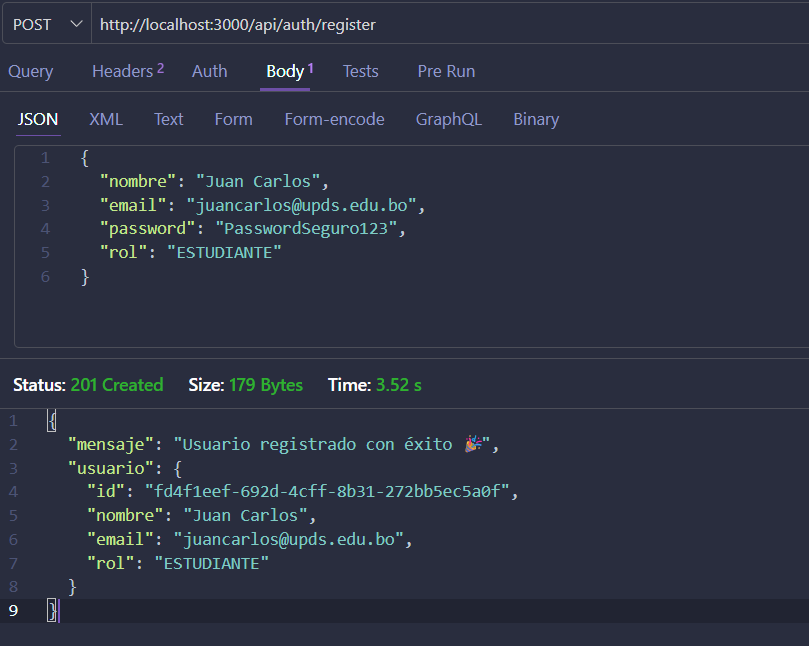 POST http://localhost:3000/api/auth/register
Query Headers 2 Auth Body 1 Tests Pre Run
JSON XML Text Form Form-encode GraphQL Binary
1 {
2 "nombre": "Juan Carlos",
3 "email": "juancarlos@upds.edu.bo",
4 "password": "PasswordSeguro123",
5 "rol": "ESTUDIANTE"
6 }
Status: 201 Created Size: 179 Bytes Time: 3.52 s
1 {
2 "mensaje": "Usuario registrado con éxito 🎉",
3 "usuario": {
4 "id": "fd4f1eef-692d-4cff-8b31-272bb5ec5a0f",
5 "nombre": "Juan Carlos",
6 "email": "juancarlos@upds.edu.bo",
7 "rol": "ESTUDIANTE"
8 }
9 }